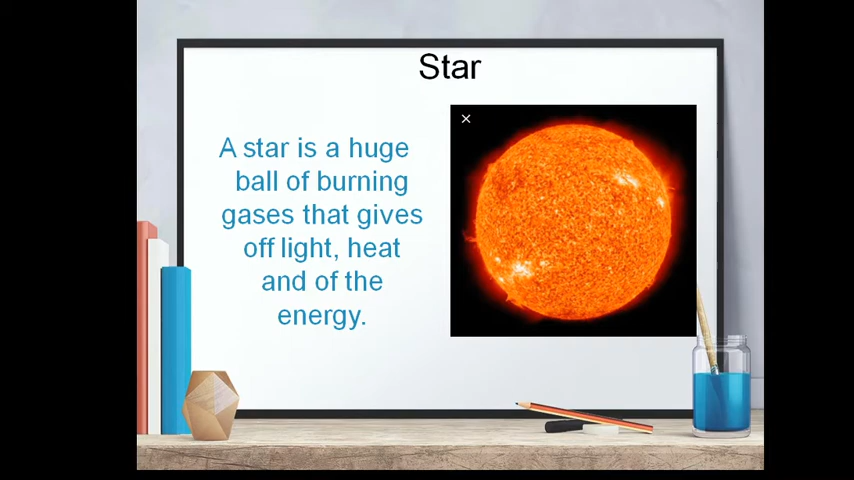 Star
A star is a huge
ball of burning
gases that gives
off light, heat
and of the
energy.